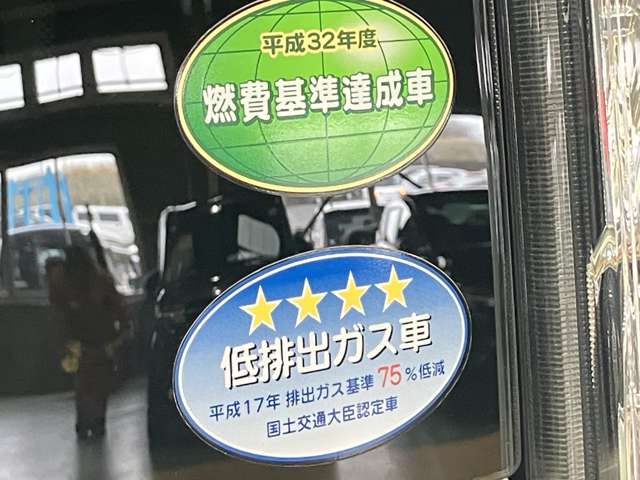 平成32年度
燃費基準達成車
低排出ガス車
平成17年 排出ガス基準 75%低減
国土交通大臣認定車